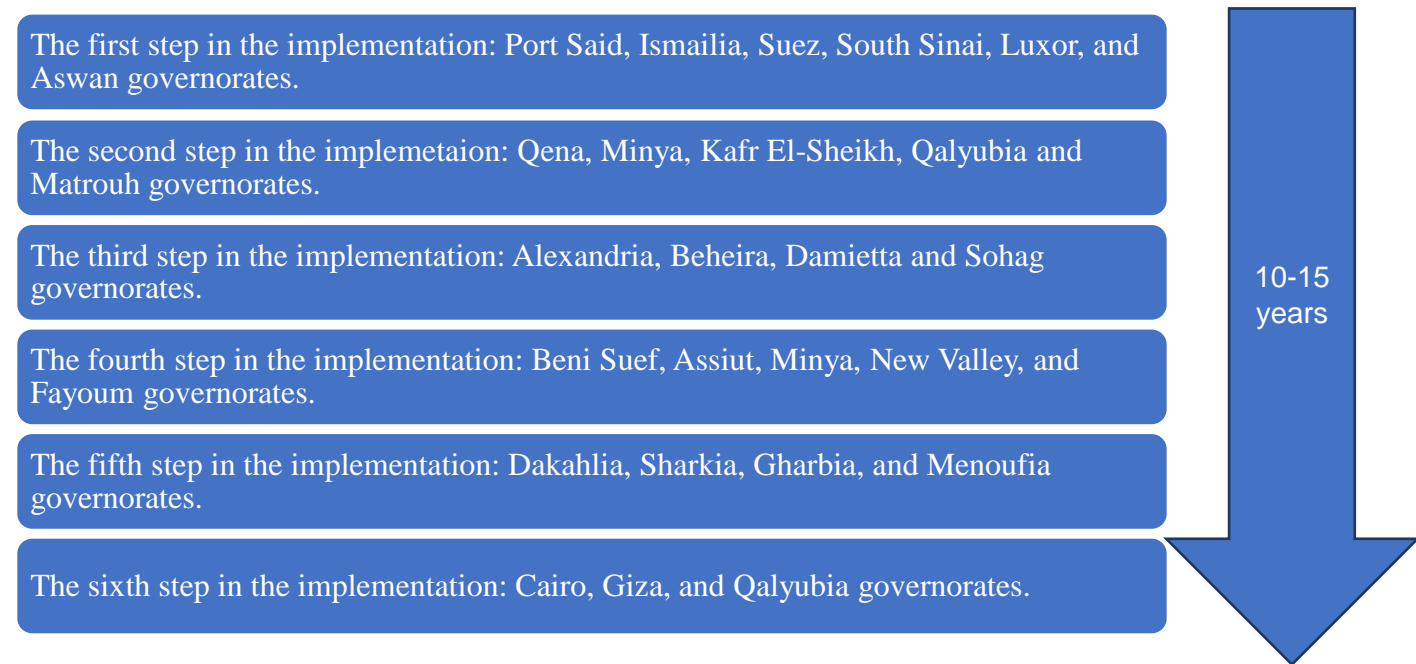 The first step in the implementation: Port Said, Ismailia, Suez, South Sinai, Luxor, and
Aswan governorates.
The second step in the implemetaion: Qena, Minya, Kafr El-Sheikh, Qalyubia and
Matrouh governorates.
The third step in the implementation: Alexandria, Beheira, Damietta and Sohag
governorates.
The fourth step in the implementation: Beni Suef, Assiut, Minya, New Valley, and
Fayoum governorates.
The fifth step in the implementation: Dakahlia, Sharkia, Gharbia, and Menoufia
governorates.
The sixth step in the implementation: Cairo, Giza, and Qalyubia governorates.
10-15
years